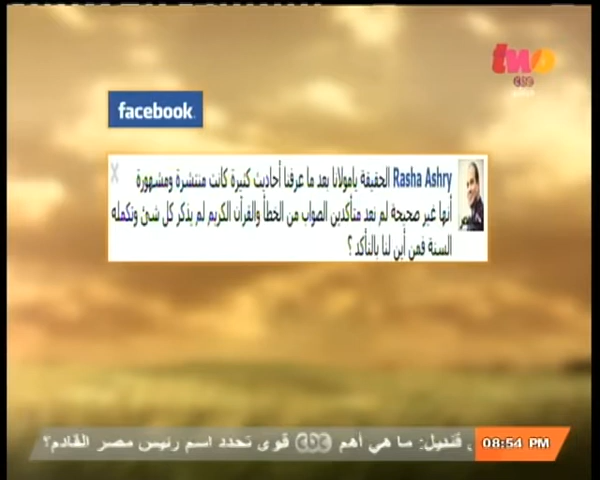 two
cbc
facebook
Rasha Ashry الحقيقة يامولانا بعد ما عرفنا أحاديث كثيرة كانت منتشرة ومشهورة
أنها غير صحيحة لم نعد متأكدين الصواب من الخطأ والقرآن الكريم لم يذكر كل شئ وتكمله
السنة فمن أين لنا بالتأكد ؟
قنديل: ما هي أهم cbc قوى تحدد اسم رئيس مصر القادم؟
08:54 PM